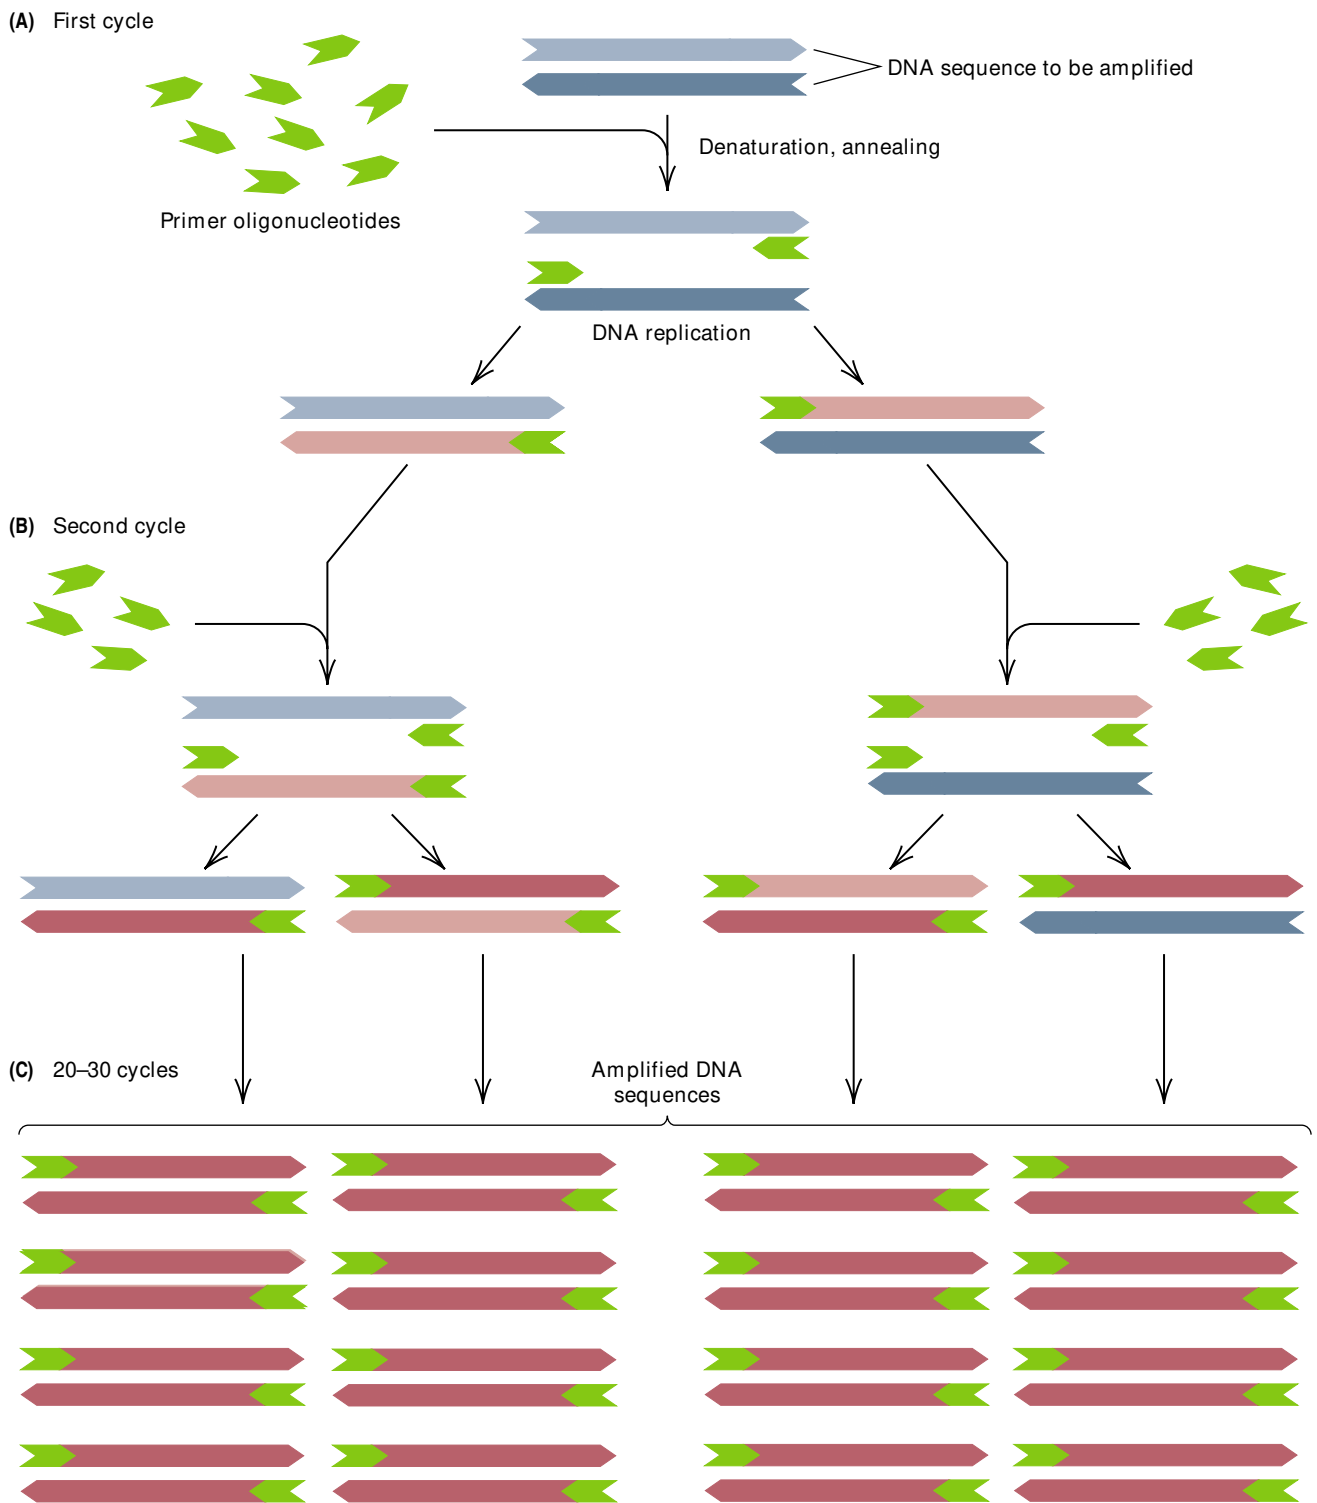 (A) First cycle
DNA sequence to be amplified
Denaturation, annealing
Primer oligonucleotides
DNA replication
(B) Second cycle
(C) 20–30 cycles
Amplified DNA
sequences